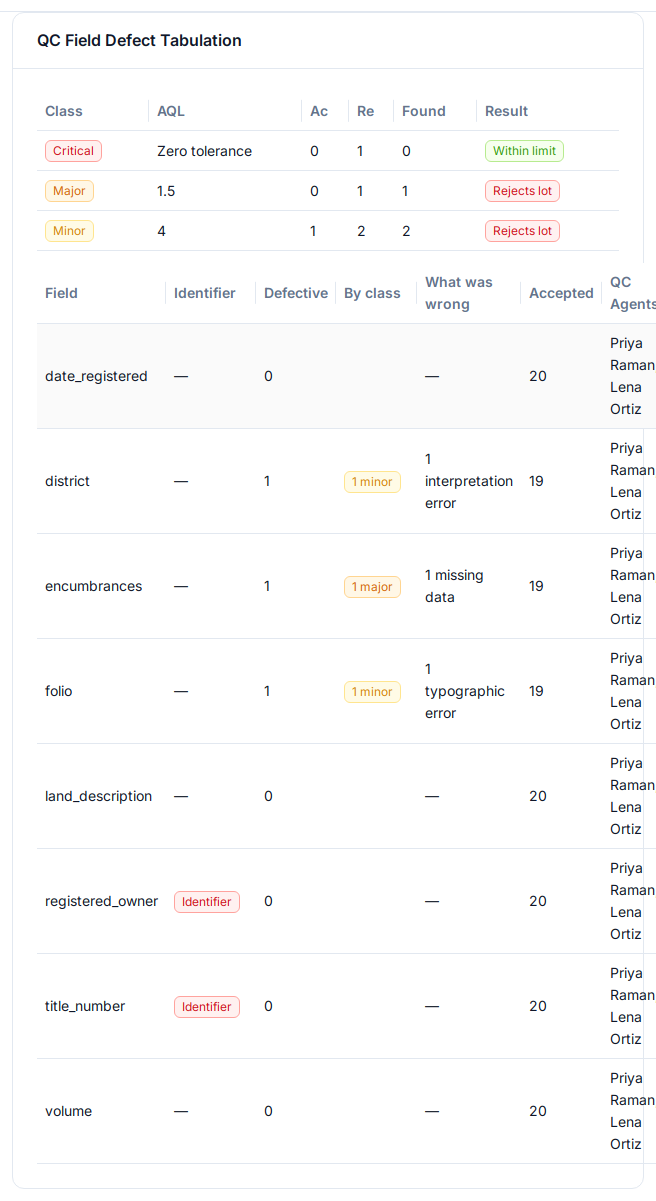 QC Field Defect Tabulation
Class AQL Ac Re Found Result
Critical Zero tolerance 0 1 0 Within limit
Major 1.5 0 1 1 Rejects lot
Minor 4 1 2 2 Rejects lot
Field Identifier Defective By class What was wrong Accepted QC Agents
date_registered — 0 — 20 Priya Raman Lena Ortiz
district — 1 1 minor 1 interpretation error 19 Priya Raman Lena Ortiz
encumbrances — 1 1 major 1 missing data 19 Priya Raman Lena Ortiz
folio — 1 1 minor 1 typographic error 19 Priya Raman Lena Ortiz
land_description — 0 — 20 Priya Raman Lena Ortiz
registered_owner Identifier 0 — 20 Priya Raman Lena Ortiz
title_number Identifier 0 — 20 Priya Raman Lena Ortiz
volume — 0 — 20 Priya Raman Lena Ortiz